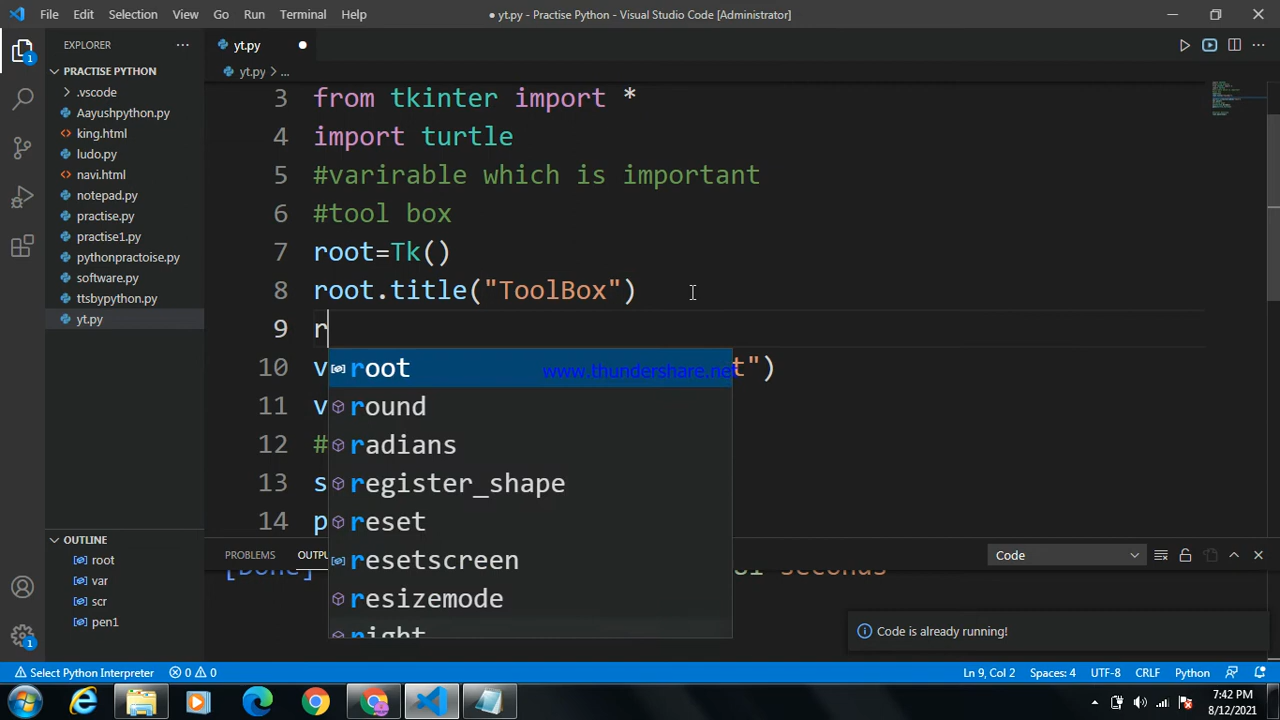 File Edit Selection View Go Run Terminal Help
● yt.py - Practise Python - Visual Studio Code [Administrator]
EXPLORER
yt.py
PRACTISE PYTHON
.vscode
Aayushpython.py
king.html
ludo.py
navi.html
notepad.py
practise.py
practise1.py
pythonpractoise.py
software.py
ttsbypython.py
yt.py
OUTLINE
root
var
scr
pen1
yt.py > ...
3 from tkinter import *
4 import turtle
5 #varirable which is important
6 #tool box
7 root=Tk()
8 root.title("ToolBox")
9 r
10 v t")
11 v
12 #
13 s
14 p
root
round
radians
register_shape
reset
resetscreen
resizemode
right
www.thundershare.net
PROBLEMS OUTPU Code
[Done] seconds
Code is already running!
1
1
Select Python Interpreter 0 0 Ln 9, Col 2 Spaces: 4 UTF-8 CRLF Python
7:42 PM
8/12/2021